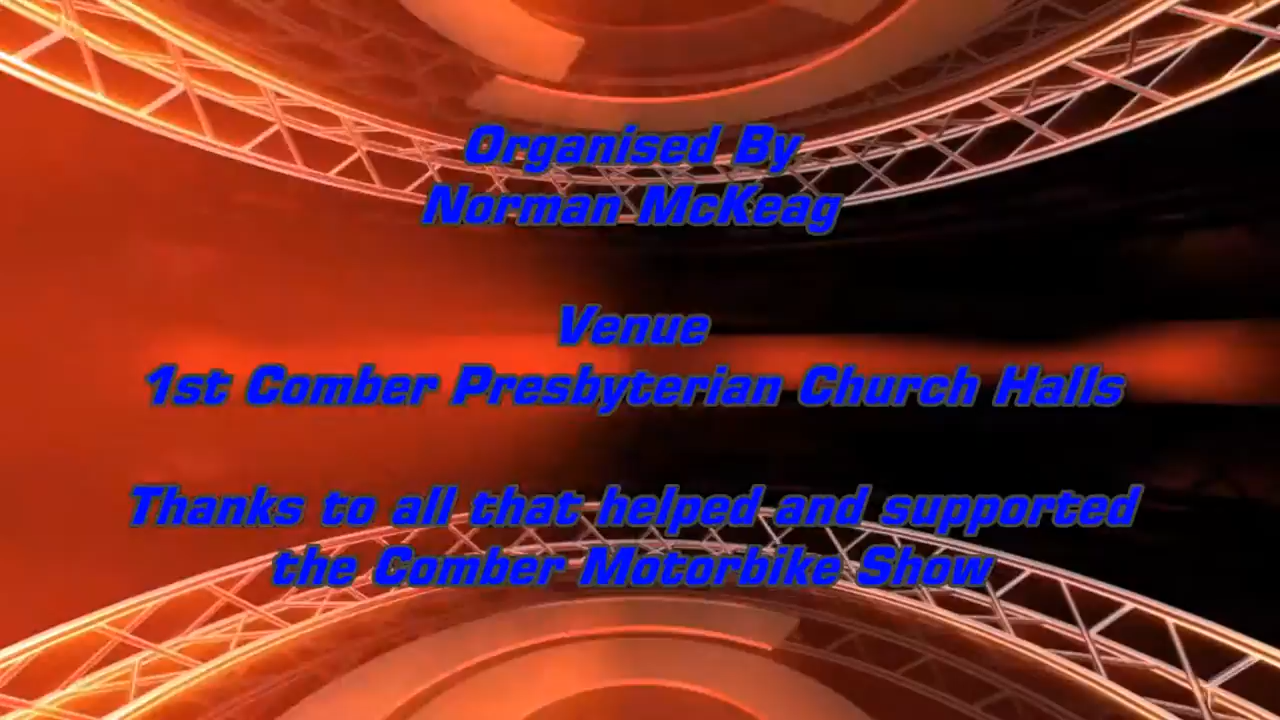 Organised By
Norman McKeag
Venue
1st Comber Presbyterian Church Halls
Thanks to all that helped and supported
the Comber Motorbike Show